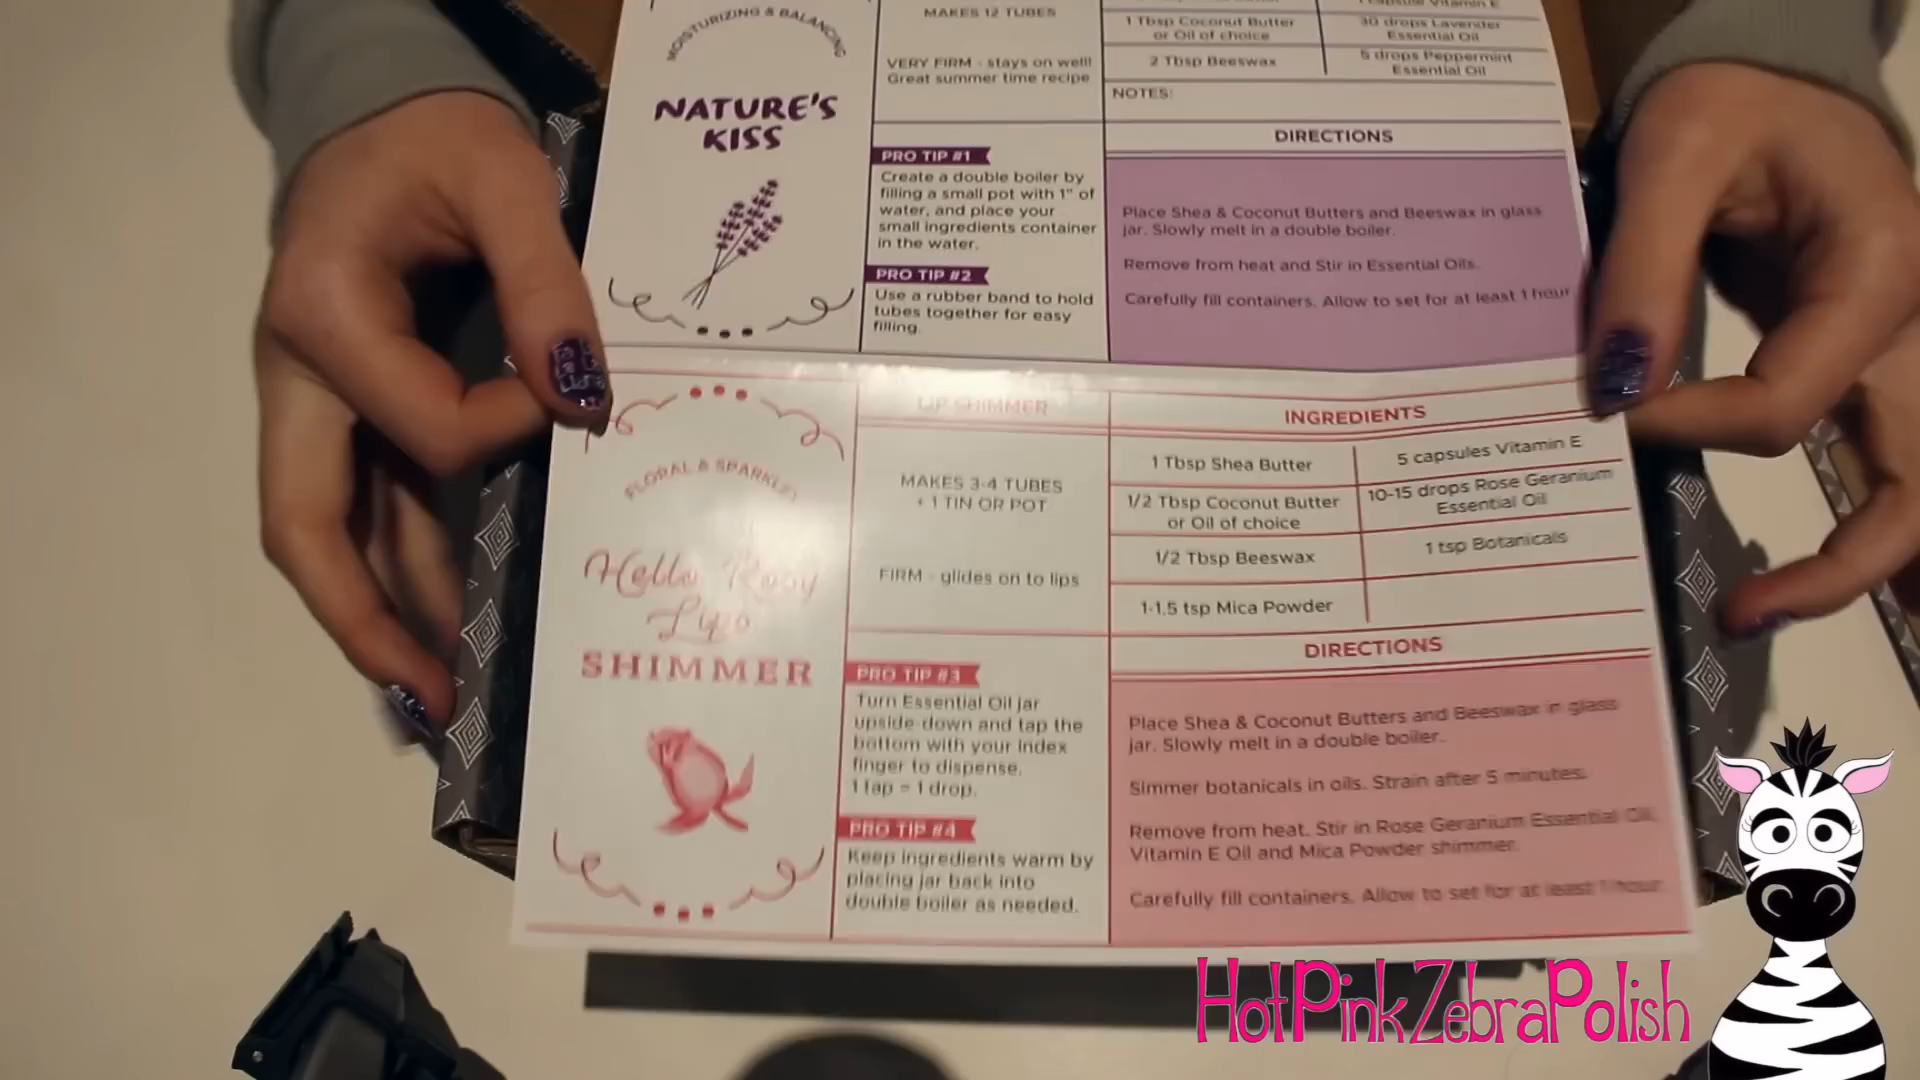 MOISTURIZING & BALANCING
NATURE'S
KISS
MAKES 12 TUBES
VERY FIRM - stays on well!
Great summer time recipe
PRO TIP #1
Create a double boiler by
filling a small pot with 1" of
water, and place your
small ingredients container
in the water.
PRO TIP #2
Use a rubber band to hold
tubes together for easy
filling.
1 capsule Vitamin E
1 Tbsp Coconut Butter
or Oil of choice
30 drops Lavender
Essential Oil
2 Tbsp Beeswax
5 drops Peppermint
Essential Oil
NOTES:
DIRECTIONS
Place Shea & Coconut Butters and Beeswax in glass
jar. Slowly melt in a double boiler.
Remove from heat and Stir in Essential Oils.
Carefully fill containers. Allow to set for at least 1 hour
FLORAL & SPARKLEY
Hello Rosy
Lips
SHIMMER
LIP SHIMMER
MAKES 3-4 TUBES
+ 1 TIN OR POT
FIRM - glides on to lips
PRO TIP #3
Turn Essential Oil jar
upside down and tap the
bottom with your index
finger to dispense.
1 tap = 1 drop.
PRO TIP #4
Keep ingredients warm by
placing jar back into
double boiler as needed.
INGREDIENTS
1 Tbsp Shea Butter
5 capsules Vitamin E
1/2 Tbsp Coconut Butter
or Oil of choice
10-15 drops Rose Geranium
Essential Oil
1/2 Tbsp Beeswax
1 tsp Botanicals
1-1.5 tsp Mica Powder
DIRECTIONS
Place Shea & Coconut Butters and Beeswax in glass
jar. Slowly melt in a double boiler.
Simmer botanicals in oils. Strain after 5 minutes.
Remove from heat. Stir in Rose Geranium Essential Oil,
Vitamin E Oil and Mica Powder shimmer.
Carefully fill containers. Allow to set for at least 1 hour.
HotPinkZebraPolish